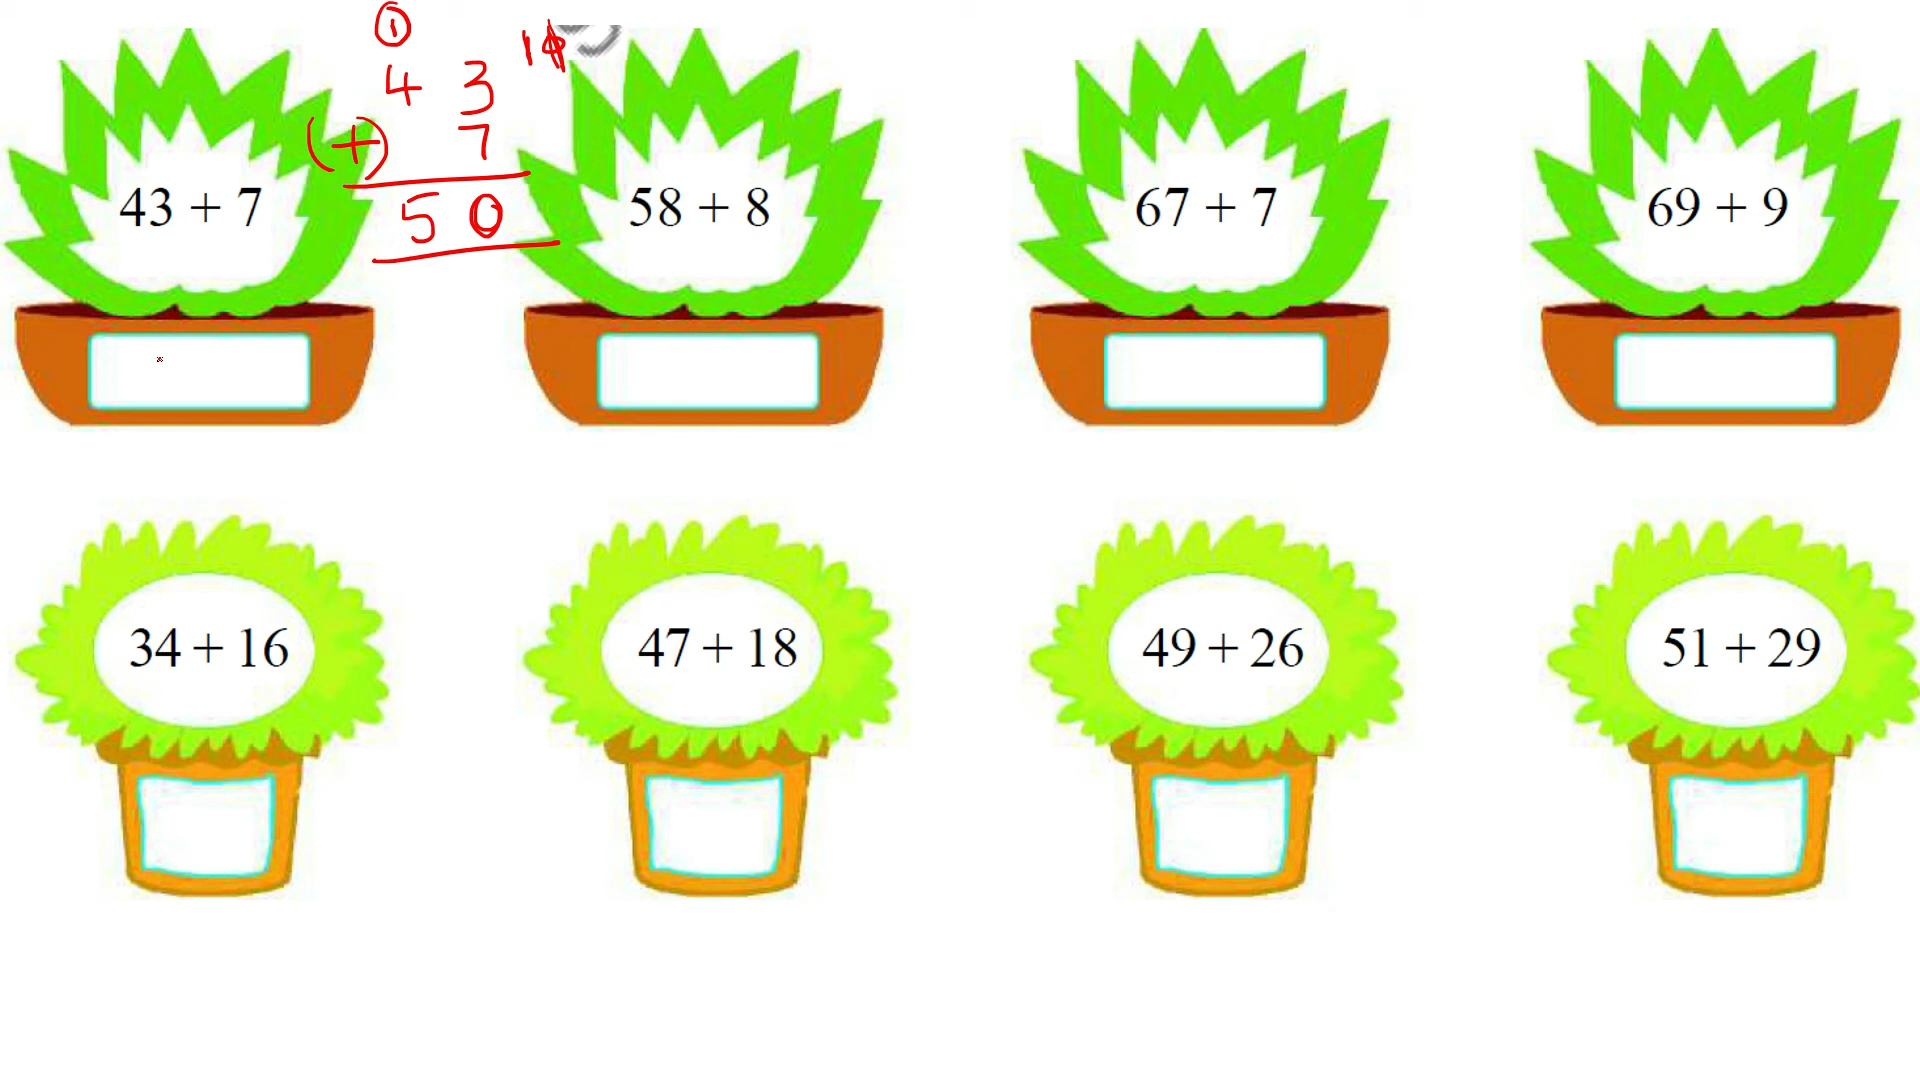 ①
4 3 10
(+) 7
5 0
43 + 7
58 + 8
67 + 7
69 + 9
34 + 16
47 + 18
49 + 26
51 + 29